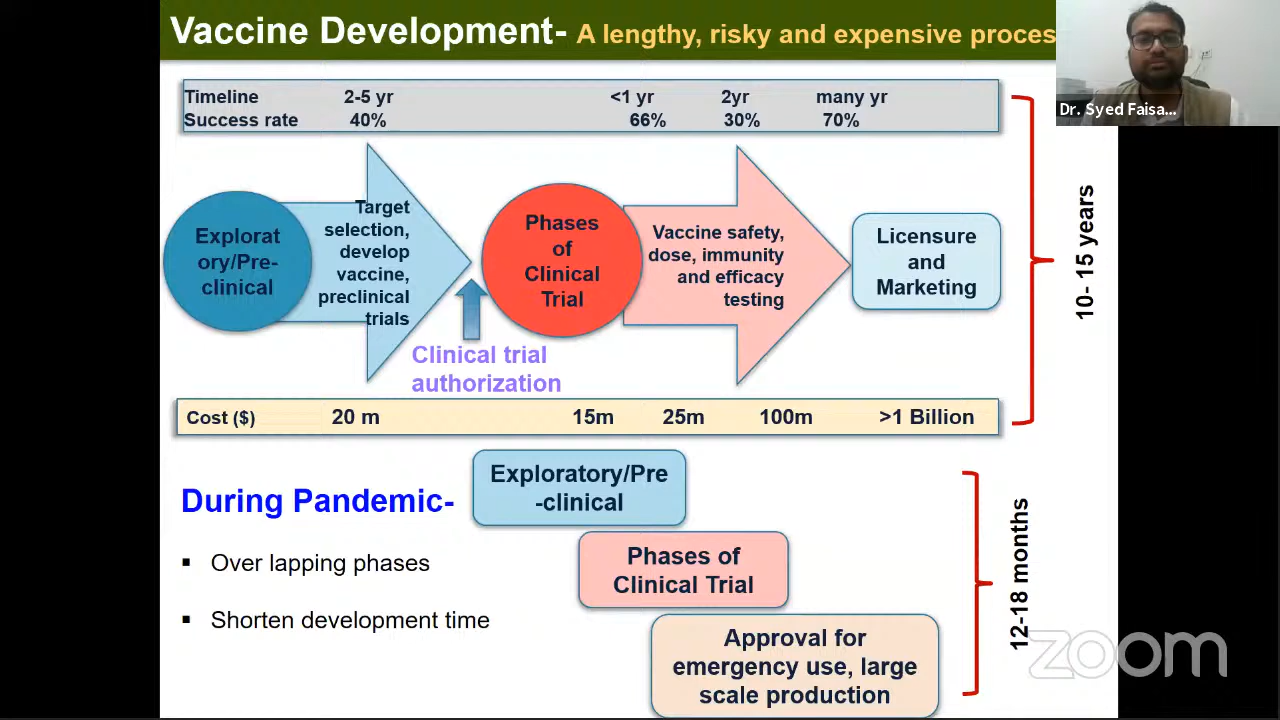 Vaccine Development- A lengthy, risky and expensive proces
Dr. Syed Faisa...
Timeline 2-5 yr <1 yr 2yr many yr
Success rate 40% 66% 30% 70%
Explorat
ory/Pre-
clinical
Target
selection,
develop
vaccine,
preclinical
trials
Clinical trial
authorization
Phases
of
Clinical
Trial
Vaccine safety,
dose, immunity
and efficacy
testing
Licensure
and
Marketing
10- 15 years
Cost ($) 20 m 15m 25m 100m >1 Billion
During Pandemic-
Over lapping phases
Shorten development time
Exploratory/Pre
-clinical
Phases of
Clinical Trial
Approval for
emergency use, large
scale production
12-18 months
zoom